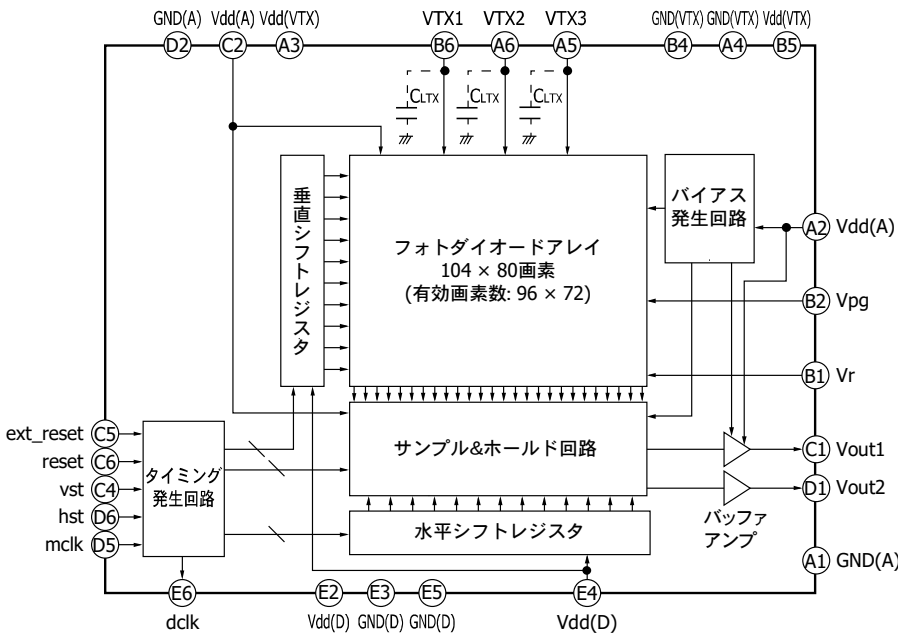 GND(A) Vdd(A) Vdd(VTX) VTX1 VTX2 VTX3 GND(VTX) GND(VTX) Vdd(VTX)
D2 C2 A3 B6 A6 A5 B4 A4 B5
CLTX CLTX CLTX
垂直シフトレジスタ
フォトダイオードアレイ
104 × 80画素
(有効画素数: 96 × 72)
バイアス
発生回路
A2 Vdd(A)
B2 Vpg
B1 Vr
ext_reset C5
reset C6
vst C4
hst D6
mclk D5
タイミング
発生回路
サンプル&ホールド回路
水平シフトレジスタ
C1 Vout1
D1 Vout2
バッファ
アンプ
A1 GND(A)
E6 E2 E3 E5 E4
dclk Vdd(D) GND(D) GND(D) Vdd(D)